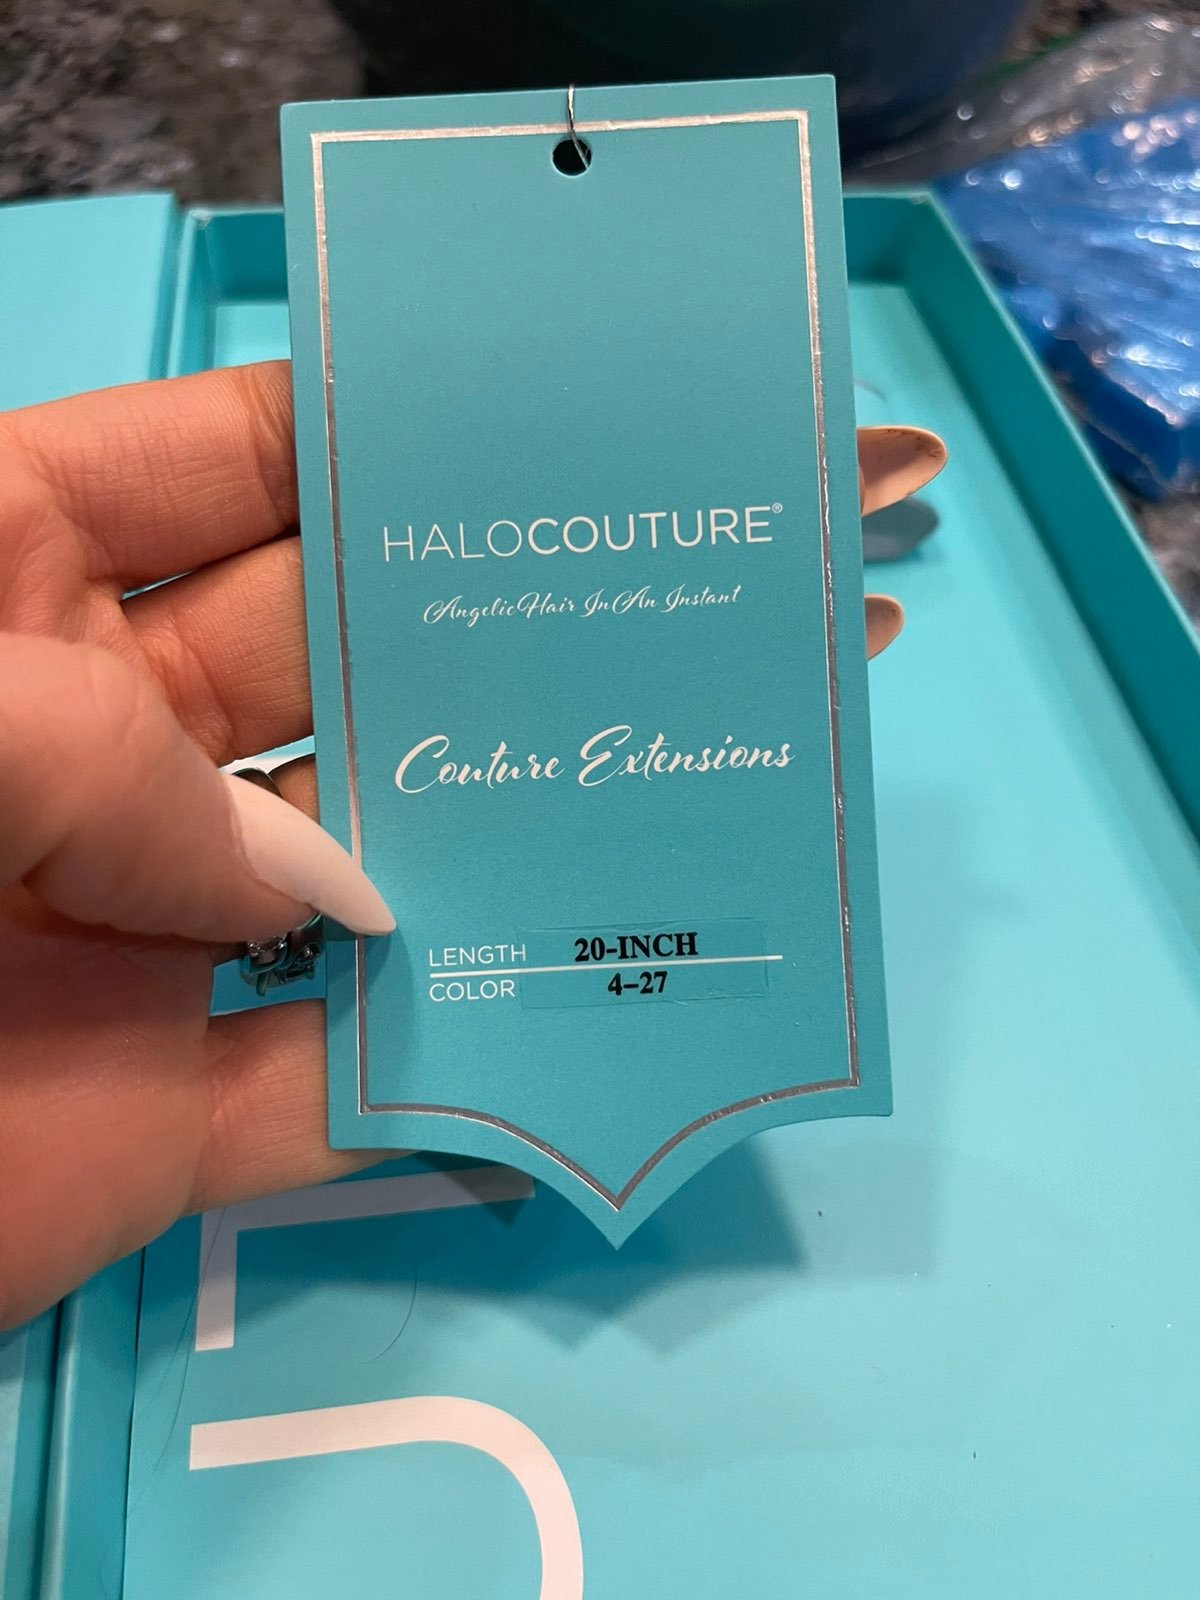 HALOCOUTURE®
Angelic Hair In An Instant
Couture Extensions
LENGTH 20-INCH
COLOR 4-27